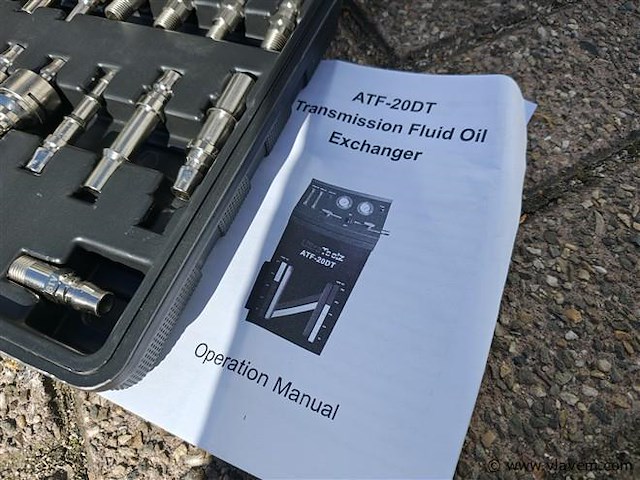 ATF-20DT
Transmission Fluid Oil
Exchanger
ATF-20DT
Operation Manual
© www.vlavem.com